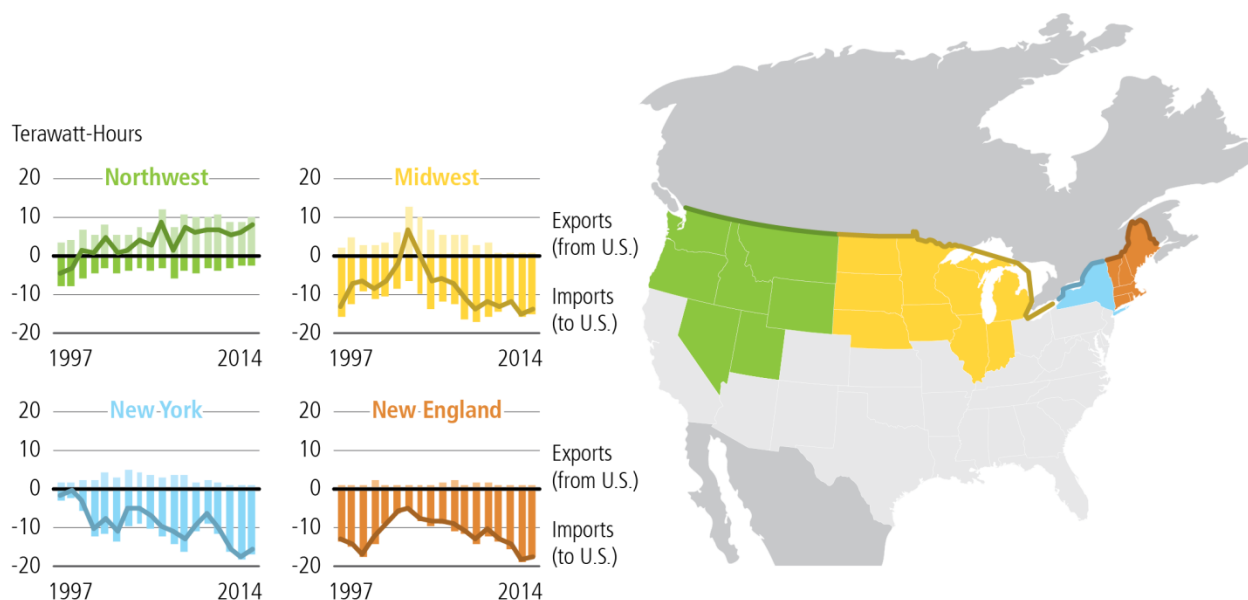 Terawatt-Hours
Northwest
20
10
0
-10
-20
1997
2014
Midwest
20
10
0
-10
-20
1997
2014
Exports
(from U.S.)
Imports
(to U.S.)
New York
20
10
0
-10
-20
1997
2014
New England
20
10
0
-10
-20
1997
2014
Exports
(from U.S.)
Imports
(to U.S.)